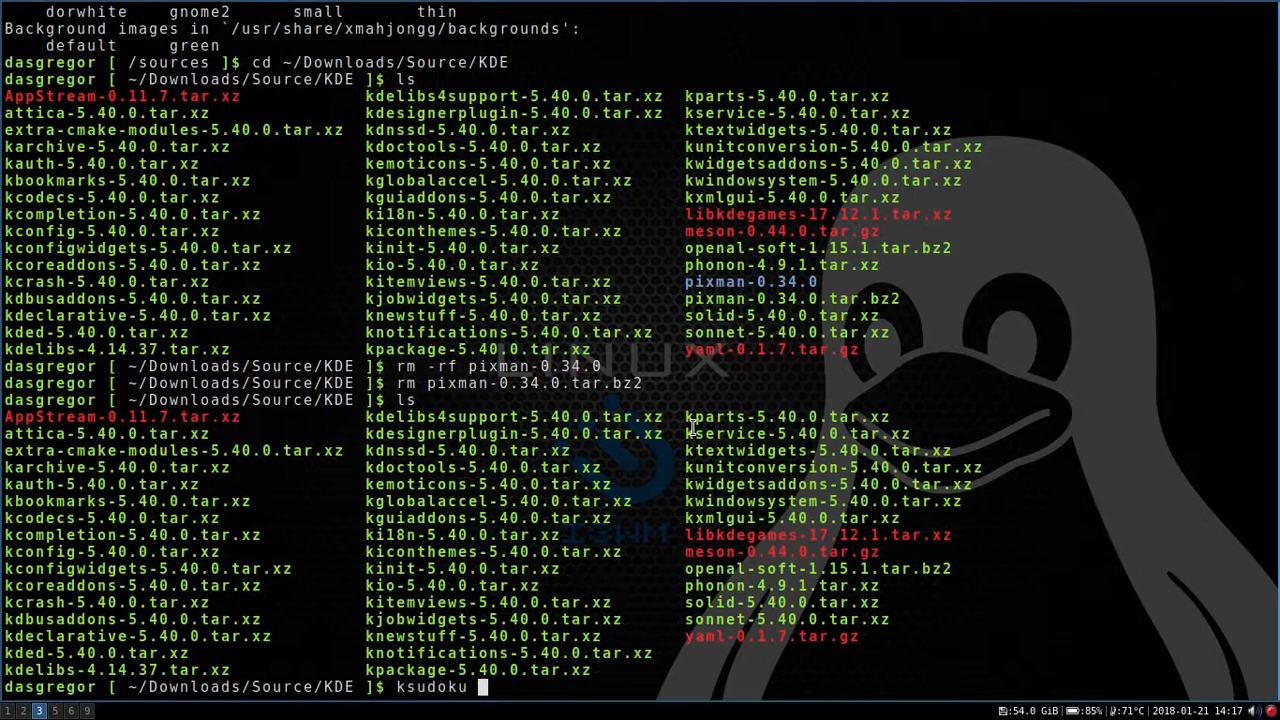 dorwhite gnome2 small thin
Background images in `/usr/share/xmahjongg/backgrounds':
default green
dasgregor [ /sources ]$ cd ~/Downloads/Source/KDE
dasgregor [ ~/Downloads/Source/KDE ]$ ls
AppStream-0.11.7.tar.xz kdelibs4support-5.40.0.tar.xz kparts-5.40.0.tar.xz
attica-5.40.0.tar.xz kdesignerplugin-5.40.0.tar.xz kservice-5.40.0.tar.xz
extra-cmake-modules-5.40.0.tar.xz kdnssd-5.40.0.tar.xz ktextwidgets-5.40.0.tar.xz
karchive-5.40.0.tar.xz kdoctools-5.40.0.tar.xz kunitconversion-5.40.0.tar.xz
kauth-5.40.0.tar.xz kemoticons-5.40.0.tar.xz kwidgetsaddons-5.40.0.tar.xz
kbookmarks-5.40.0.tar.xz kglobalaccel-5.40.0.tar.xz kwindowsystem-5.40.0.tar.xz
kcodecs-5.40.0.tar.xz kguiaddons-5.40.0.tar.xz kxmlgui-5.40.0.tar.xz
kcompletion-5.40.0.tar.xz ki18n-5.40.0.tar.xz libkdegames-17.12.1.tar.xz
kconfig-5.40.0.tar.xz kiconthemes-5.40.0.tar.xz meson-0.44.0.tar.gz
kconfigwidgets-5.40.0.tar.xz kinit-5.40.0.tar.xz openal-soft-1.15.1.tar.bz2
kcoreaddons-5.40.0.tar.xz kio-5.40.0.tar.xz phonon-4.9.1.tar.xz
kcrash-5.40.0.tar.xz kitemviews-5.40.0.tar.xz pixman-0.34.0
kdbusaddons-5.40.0.tar.xz kjobwidgets-5.40.0.tar.xz pixman-0.34.0.tar.bz2
kdeclarative-5.40.0.tar.xz knewstuff-5.40.0.tar.xz solid-5.40.0.tar.xz
kded-5.40.0.tar.xz knotifications-5.40.0.tar.xz sonnet-5.40.0.tar.xz
kdelibs-4.14.37.tar.xz kpackage-5.40.0.tar.xz yaml-0.1.7.tar.gz
dasgregor [ ~/Downloads/Source/KDE ]$ rm -rf pixman-0.34.0
LINUX
dasgregor [ ~/Downloads/Source/KDE ]$ rm pixman-0.34.0.tar.bz2
dasgregor [ ~/Downloads/Source/KDE ]$ ls
AppStream-0.11.7.tar.xz kdelibs4support-5.40.0.tar.xz kparts-5.40.0.tar.xz
attica-5.40.0.tar.xz kdesignerplugin-5.40.0.tar.xz kservice-5.40.0.tar.xz
extra-cmake-modules-5.40.0.tar.xz kdnssd-5.40.0.tar.xz ktextwidgets-5.40.0.tar.xz
karchive-5.40.0.tar.xz kdoctools-5.40.0.tar.xz kunitconversion-5.40.0.tar.xz
kauth-5.40.0.tar.xz kemoticons-5.40.0.tar.xz kwidgetsaddons-5.40.0.tar.xz
kbookmarks-5.40.0.tar.xz kglobalaccel-5.40.0.tar.xz kwindowsystem-5.40.0.tar.xz
kcodecs-5.40.0.tar.xz kguiaddons-5.40.0.tar.xz kxmlgui-5.40.0.tar.xz
I3WM
kcompletion-5.40.0.tar.xz ki18n-5.40.0.tar.xz libkdegames-17.12.1.tar.xz
kconfig-5.40.0.tar.xz kiconthemes-5.40.0.tar.xz meson-0.44.0.tar.gz
kconfigwidgets-5.40.0.tar.xz kinit-5.40.0.tar.xz openal-soft-1.15.1.tar.bz2
kcoreaddons-5.40.0.tar.xz kio-5.40.0.tar.xz phonon-4.9.1.tar.xz
kcrash-5.40.0.tar.xz kitemviews-5.40.0.tar.xz solid-5.40.0.tar.xz
kdbusaddons-5.40.0.tar.xz kjobwidgets-5.40.0.tar.xz sonnet-5.40.0.tar.xz
kdeclarative-5.40.0.tar.xz knewstuff-5.40.0.tar.xz yaml-0.1.7.tar.gz
kded-5.40.0.tar.xz knotifications-5.40.0.tar.xz
kdelibs-4.14.37.tar.xz kpackage-5.40.0.tar.xz
dasgregor [ ~/Downloads/Source/KDE ]$ ksudoku
1 2 3 5 6 9 :54.0 GiB :85% :71°C 2018-01-21 14:17